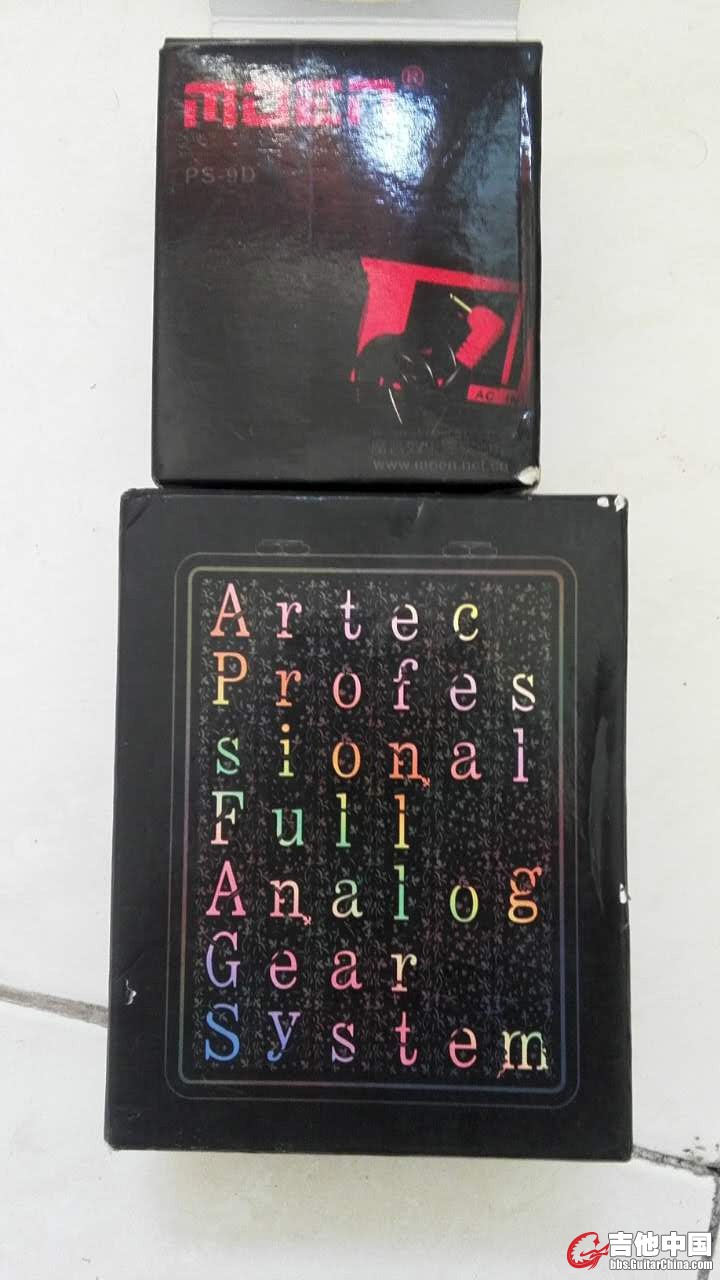 moen®
PS-9D
AC IN
www.moen.net.cn
Artec
Profes
sional
Full
Analog
Gear
System
吉他中国
bbs.GuitarChina.com